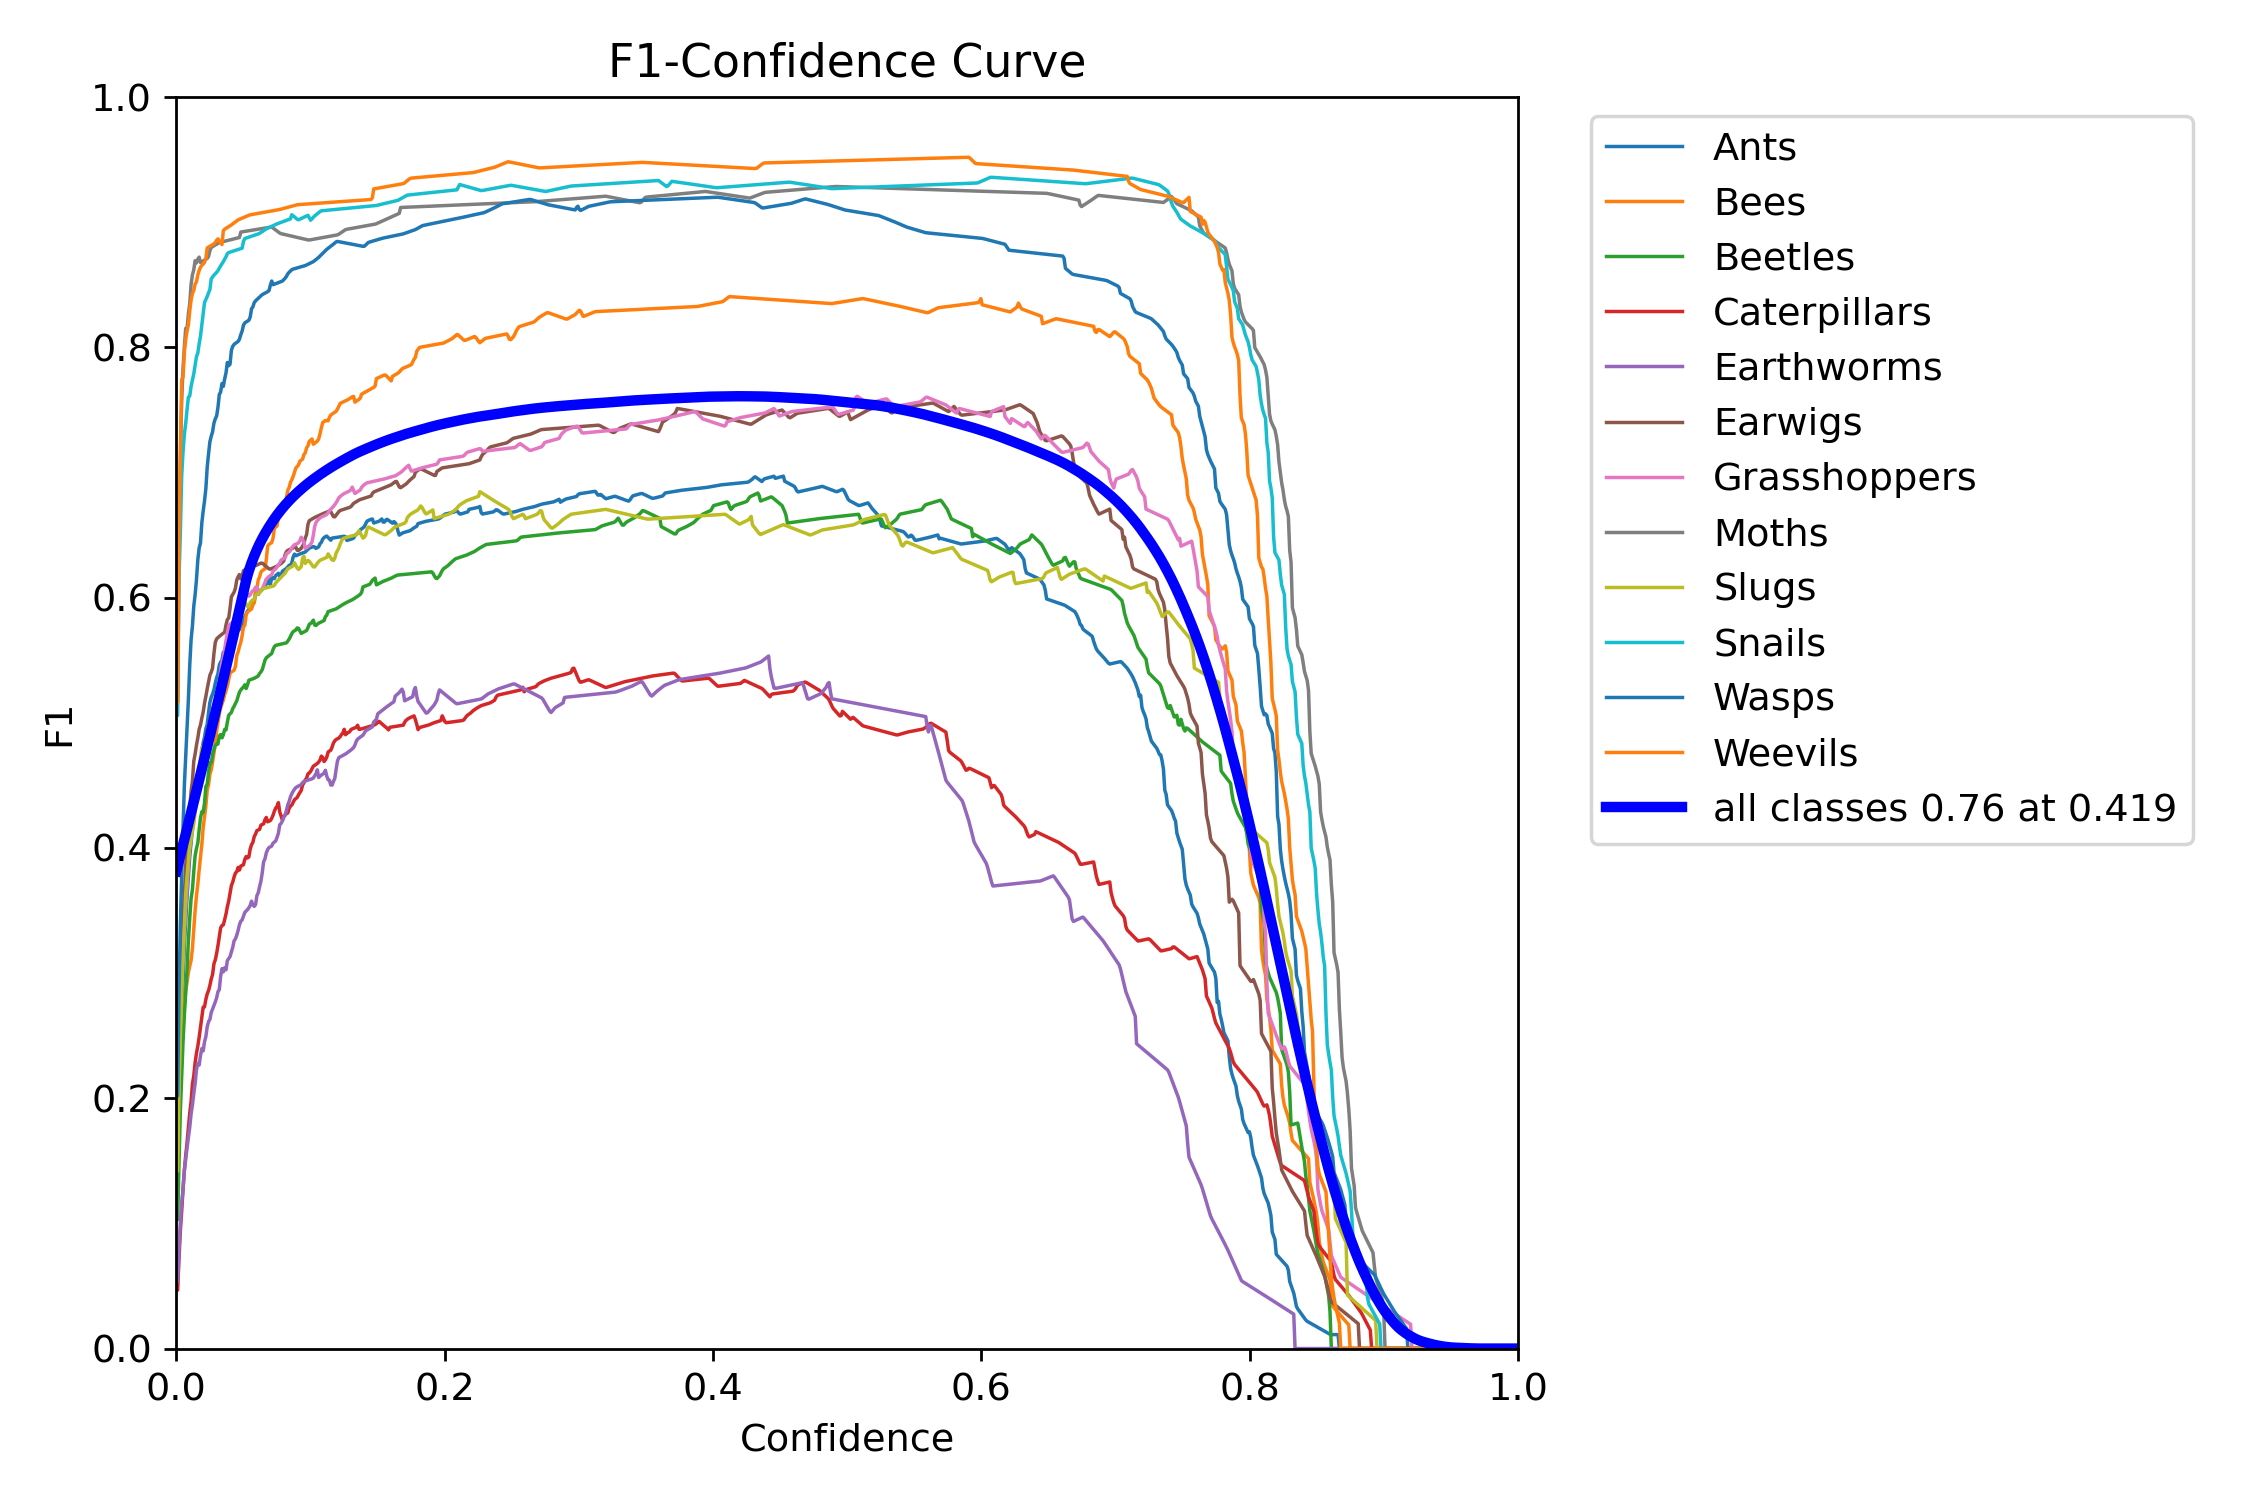 F1-Confidence Curve
1.0
0.8
0.6
0.4
0.2
0.0
F1
0.0 0.2 0.4 0.6 0.8 1.0
Confidence
Ants
Bees
Beetles
Caterpillars
Earthworms
Earwigs
Grasshoppers
Moths
Slugs
Snails
Wasps
Weevils
all classes 0.76 at 0.419